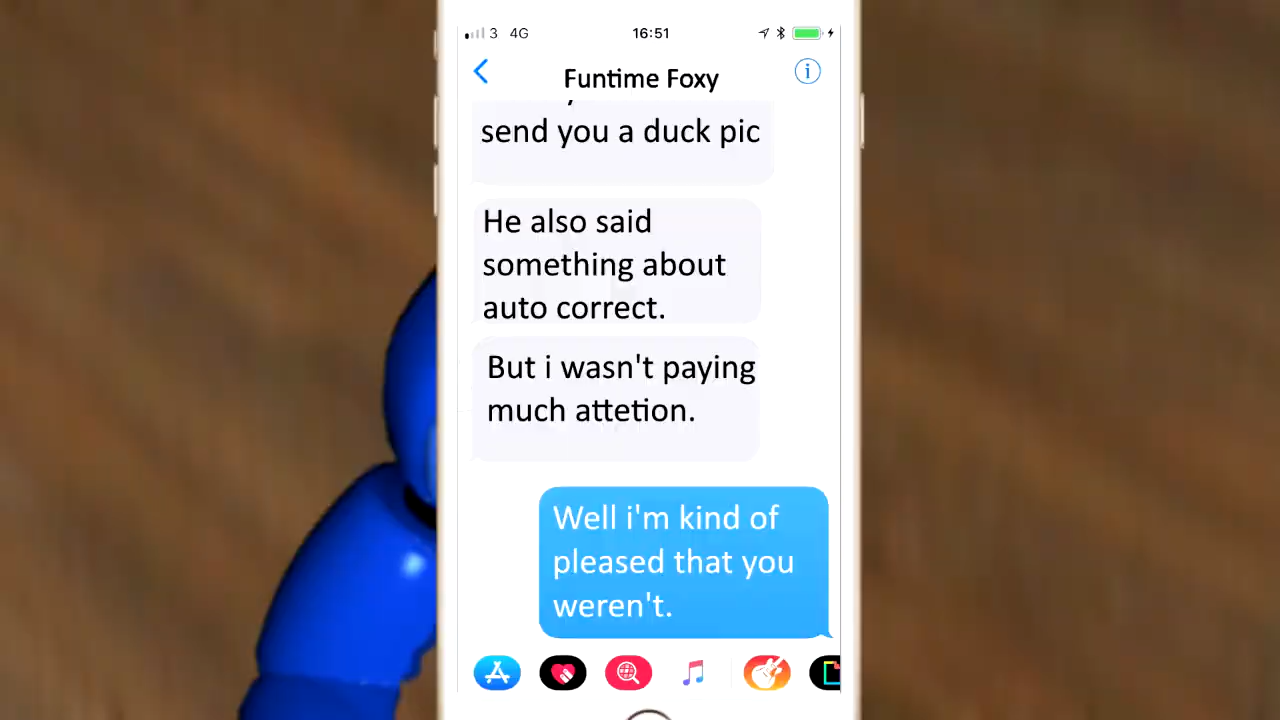 3 4G 16:51
Funtime Foxy
send you a duck pic
He also said
something about
auto correct.
But i wasn't paying
much attetion.
Well i'm kind of
pleased that you
weren't.